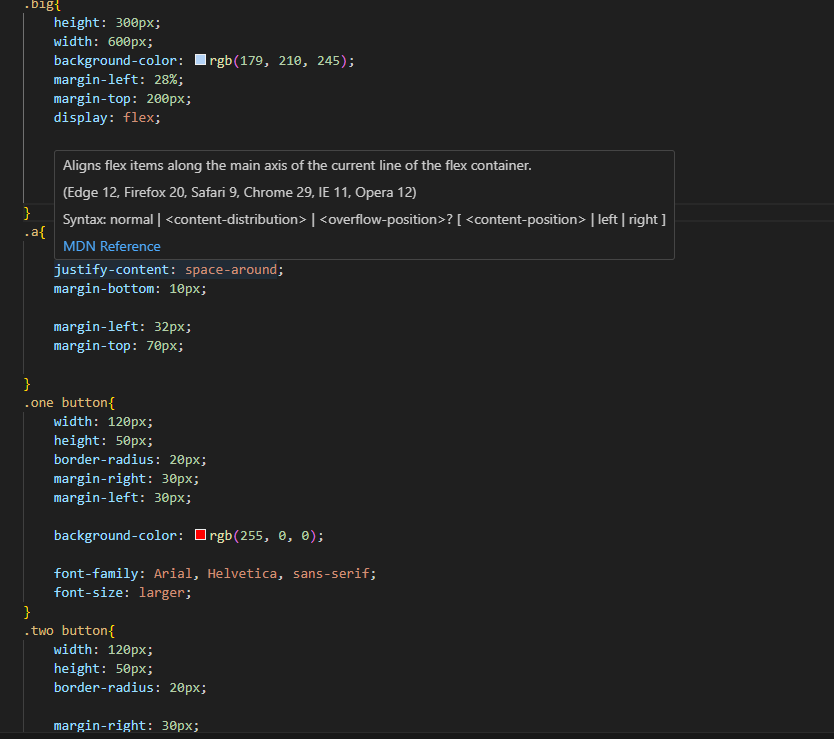 .big{
height: 300px;
width: 600px;
background-color: rgb(179, 210, 245);
margin-left: 28%;
margin-top: 200px;
display: flex;
Aligns flex items along the main axis of the current line of the flex container.
(Edge 12, Firefox 20, Safari 9, Chrome 29, IE 11, Opera 12)
Syntax: normal | <content-distribution> | <overflow-position>? [ <content-position> | left | right ]
MDN Reference
}
.a{
justify-content: space-around;
margin-bottom: 10px;
margin-left: 32px;
margin-top: 70px;
}
.one button{
width: 120px;
height: 50px;
border-radius: 20px;
margin-right: 30px;
margin-left: 30px;
background-color: rgb(255, 0, 0);
font-family: Arial, Helvetica, sans-serif;
font-size: larger;
}
.two button{
width: 120px;
height: 50px;
border-radius: 20px;
margin-right: 30px;